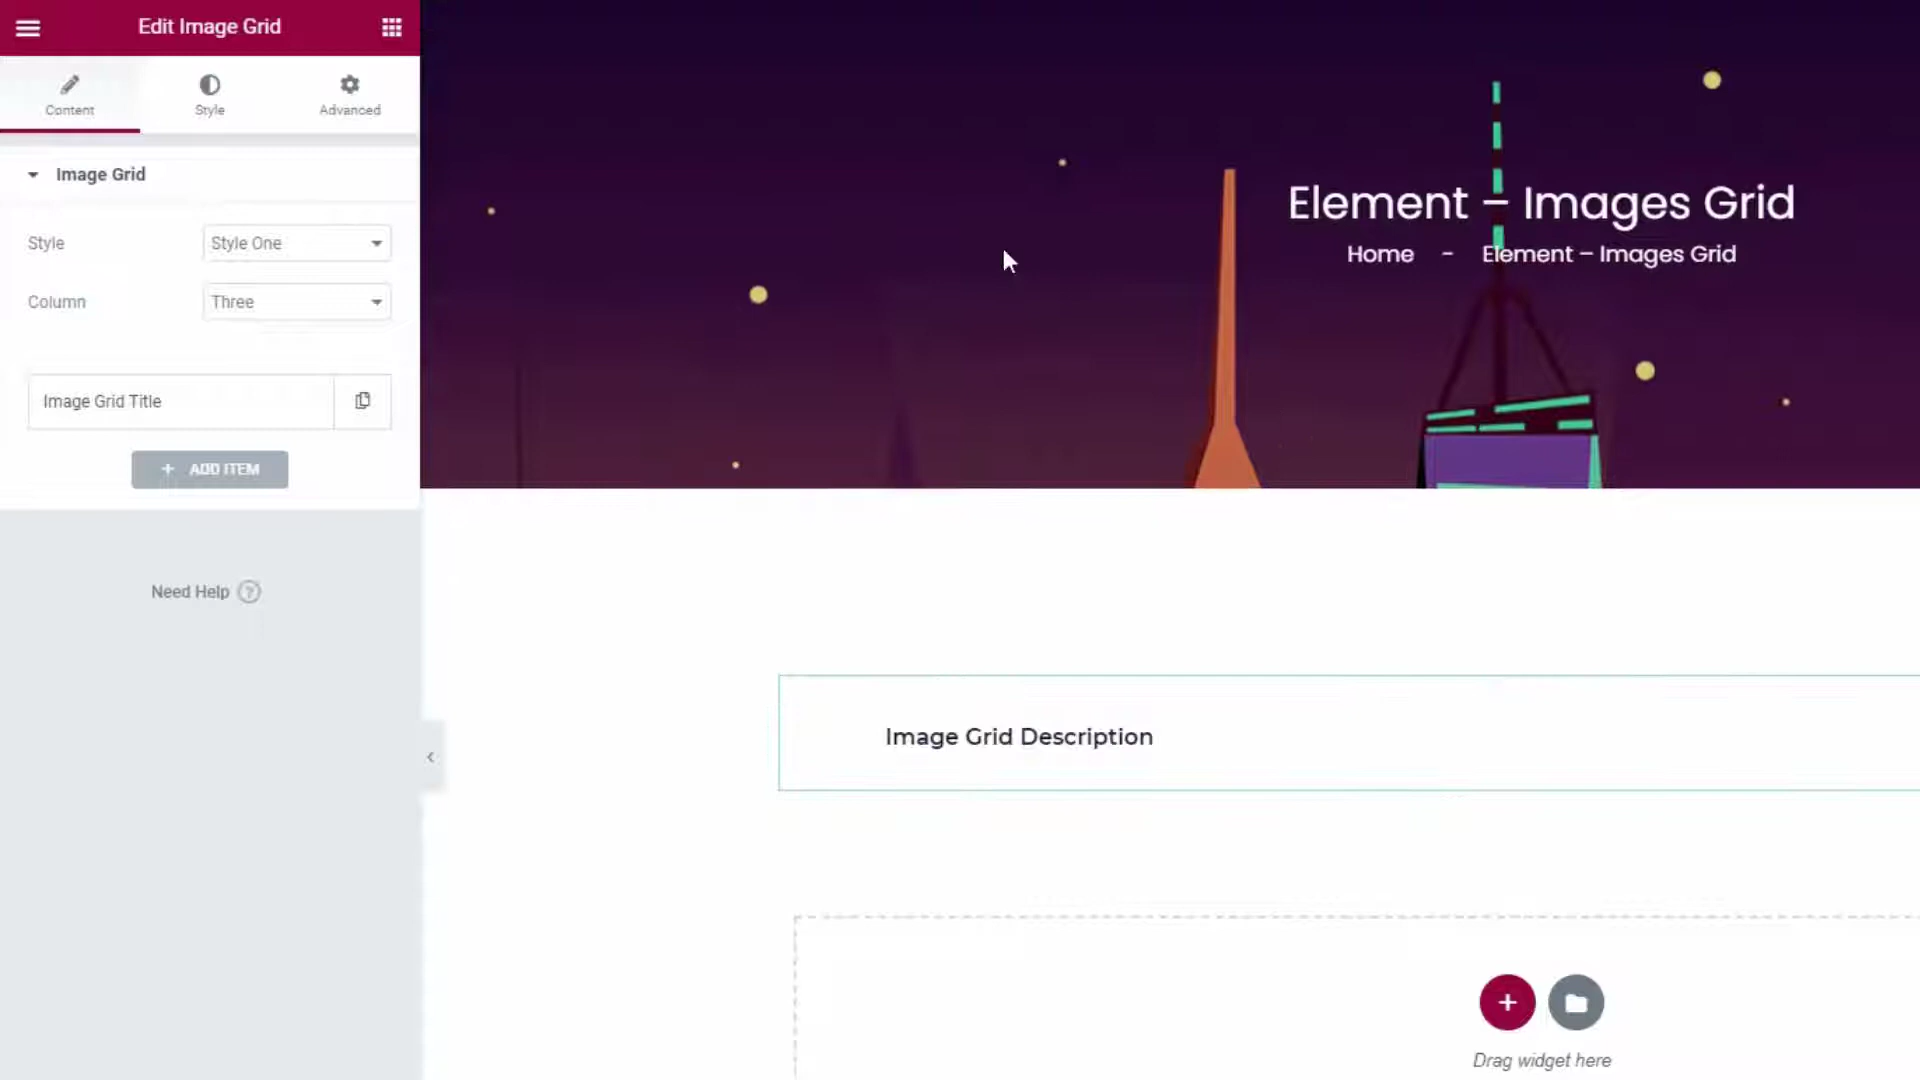 Edit Image Grid
Content
Style
Advanced
Image Grid
Style
Style One
Column
Three
Image Grid Title
+ ADD ITEM
Need Help ?
Element – Images Grid
Home - Element – Images Grid
Image Grid Description
Drag widget here